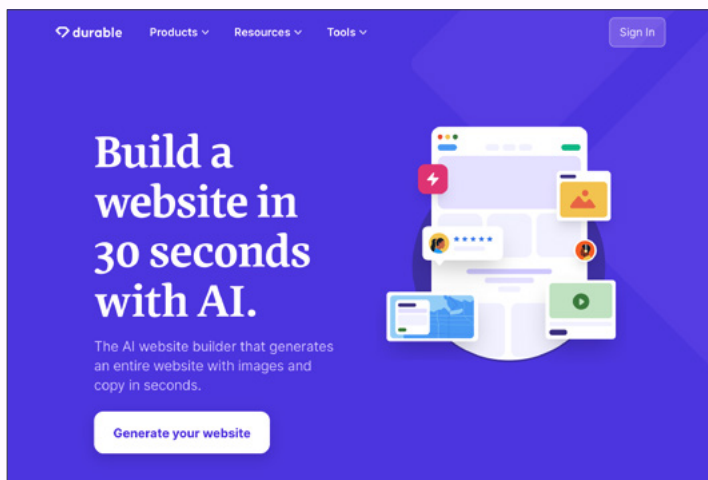 durable Products Resources Tools Sign In
Build a
website in
30 seconds
with AI.
The AI website builder that generates
an entire website with images and
copy in seconds.
Generate your website